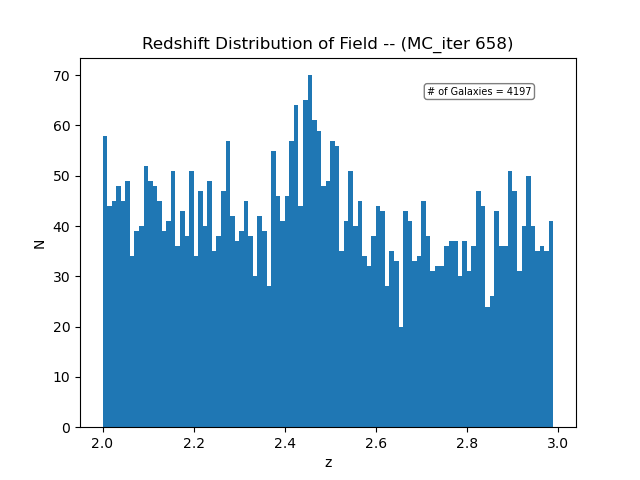 Redshift Distribution of Field -- (MC_iter 658)
# of Galaxies = 4197
70
60
50
40
30
20
10
0
N
2.0 2.2 2.4 2.6 2.8 3.0
z